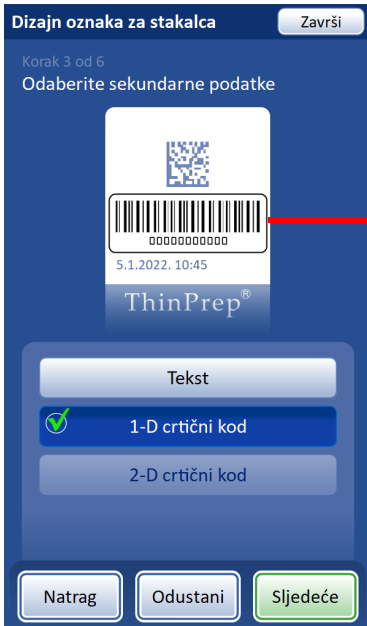 Dizajn oznaka za stakalca
Završi
Korak 3 od 6
Odaberite sekundarne podatke
00000000000
5.1.2022. 10:45
ThinPrep®
Tekst
1-D crtični kod
2-D crtični kod
Natrag
Odustani
Sljedeće